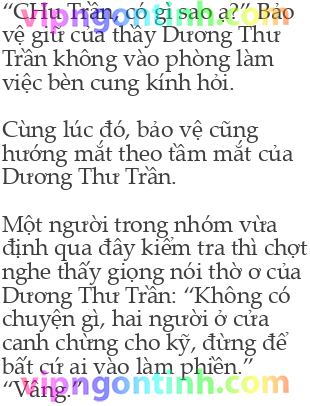 “CHu Trần, có gì sao ạ?” Bảo
vệ giữ cửa thấy Dương Thư
Trần không vào phòng làm
việc bèn cung kính hỏi.
Cùng lúc đó, bảo vệ cũng
hướng mắt theo tầm mắt của
Dương Thư Trần.
Một người trong nhóm vừa
định qua đây kiểm tra thì chợt
nghe thấy giọng nói thờ ơ của
Dương Thư Trần: “Không có
chuyện gì, hai người ở cửa
canh chừng cho kỹ, đừng để
bất cứ ai vào làm phiền.”
“Vâng.”
vipngontinh.com
vipngontinh.com